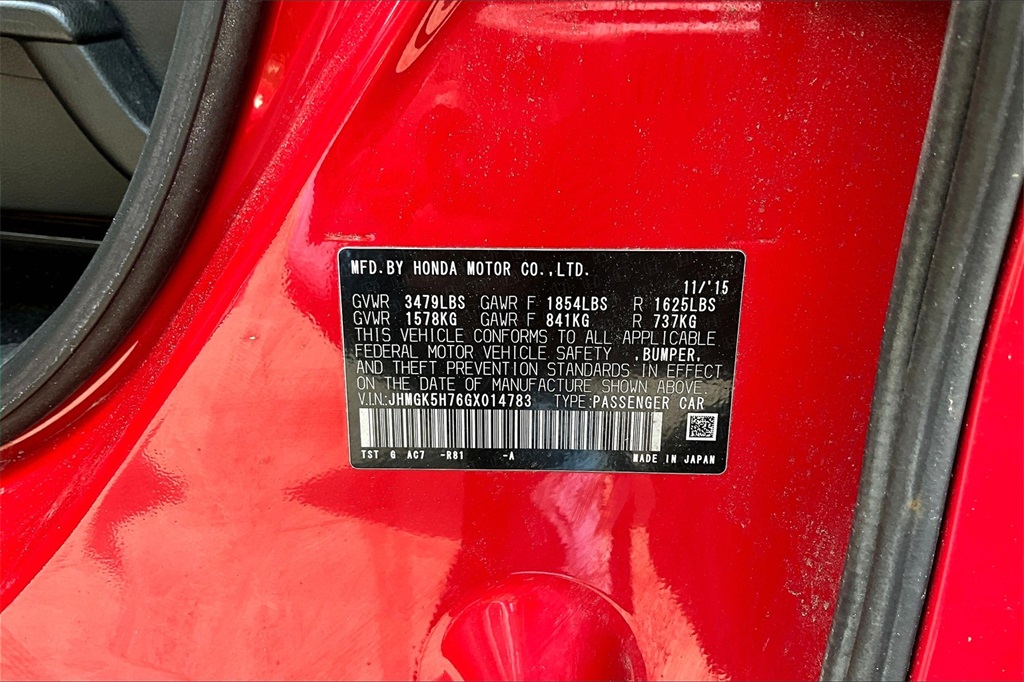 MFD.BY HONDA MOTOR CO.,LTD.
11/'15
GVWR 3479LBS GAWR F 1854LBS R 1625LBS
GVWR 1578KG GAWR F 841KG R 737KG
THIS VEHICLE CONFORMS TO ALL APPLICABLE
FEDERAL MOTOR VEHICLE SAFETY ,BUMPER,
AND THEFT PREVENTION STANDARDS IN EFFECT
ON THE DATE OF MANUFACTURE SHOWN ABOVE.
V.I.N.:JHMGK5H76GX014783 TYPE:PASSENGER CAR
TST G AC7 -R81 -A MADE IN JAPAN